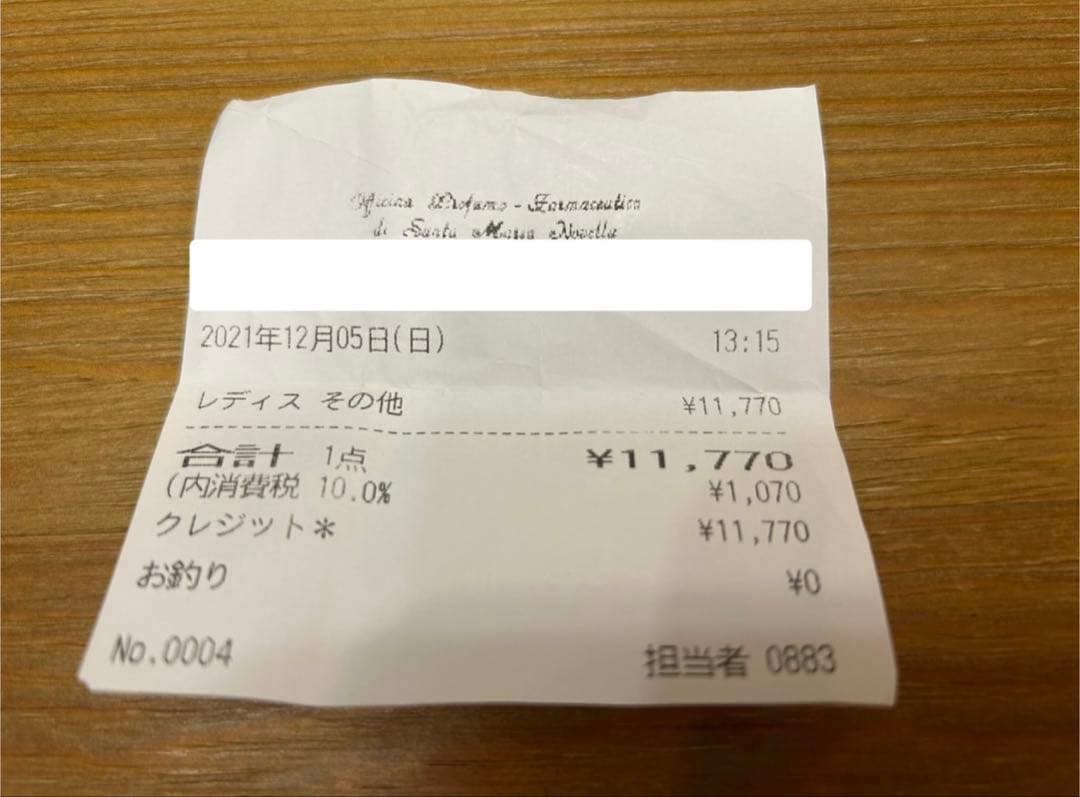 Officina Profumo - Farmaceutica
di Santa Maria Novella
2021年12月05日(日) 13:15
レディス その他 ¥11,770
合計 1点 ¥11,770
(内消費税 10.0% ¥1,070
クレジット* ¥11,770
お釣り ¥0
No.0004 担当者 0883